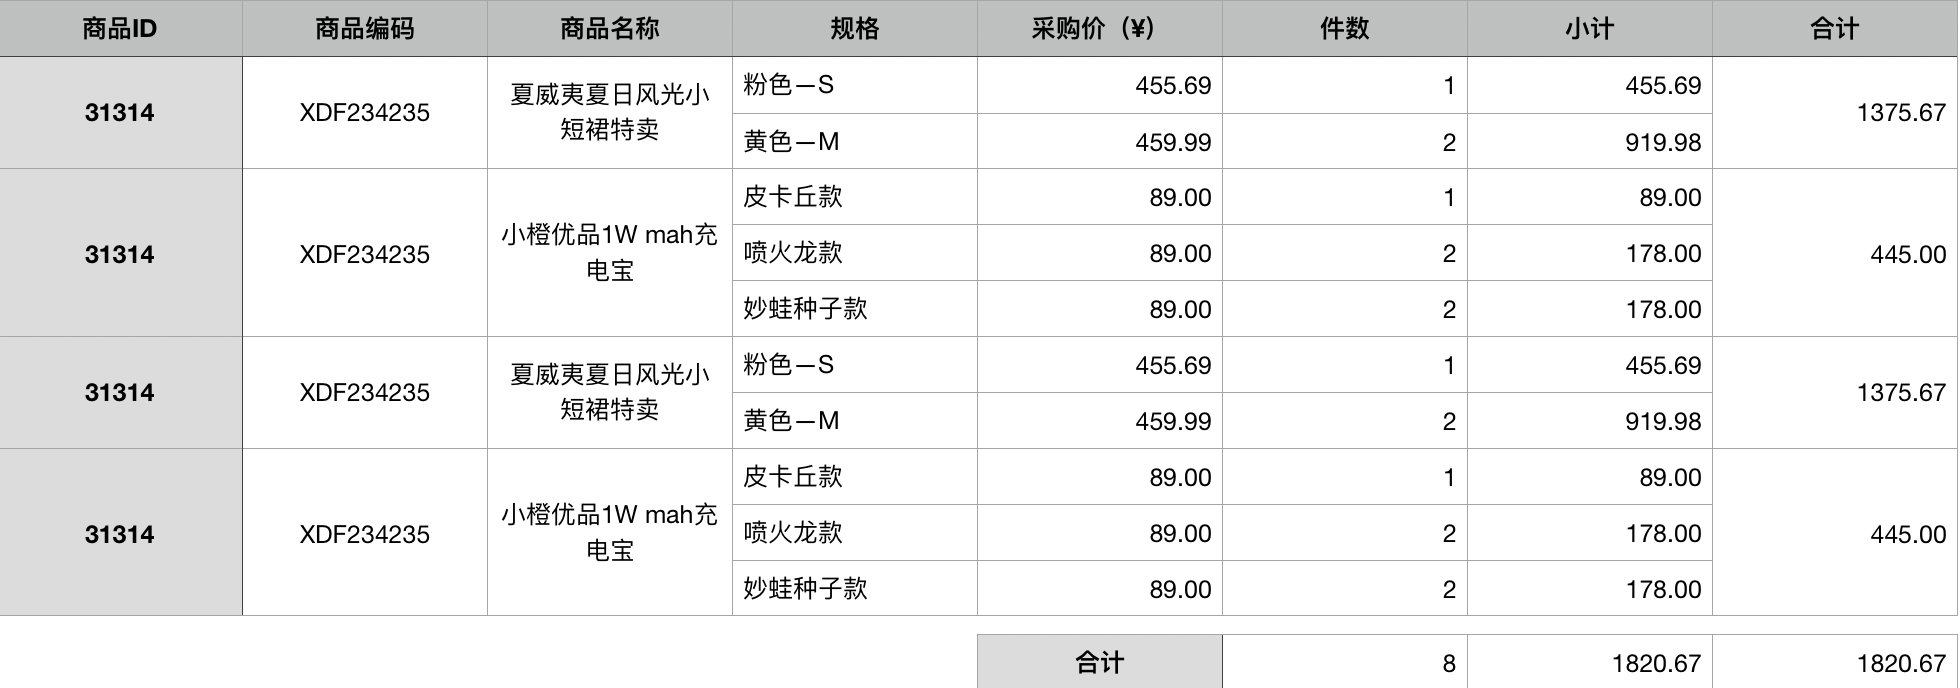 商品ID 商品编码 商品名称 规格 采购价（¥） 件数 小计 合计
31314 XDF234235 夏威夷夏日风光小
短裙特卖 粉色—S 455.69 1 455.69 1375.67
黄色—M 459.99 2 919.98
31314 XDF234235 小橙优品1W mah充
电宝 皮卡丘款 89.00 1 89.00 445.00
喷火龙款 89.00 2 178.00
妙蛙种子款 89.00 2 178.00
31314 XDF234235 夏威夷夏日风光小
短裙特卖 粉色—S 455.69 1 455.69 1375.67
黄色—M 459.99 2 919.98
31314 XDF234235 小橙优品1W mah充
电宝 皮卡丘款 89.00 1 89.00 445.00
喷火龙款 89.00 2 178.00
妙蛙种子款 89.00 2 178.00
合计 8 1820.67 1820.67